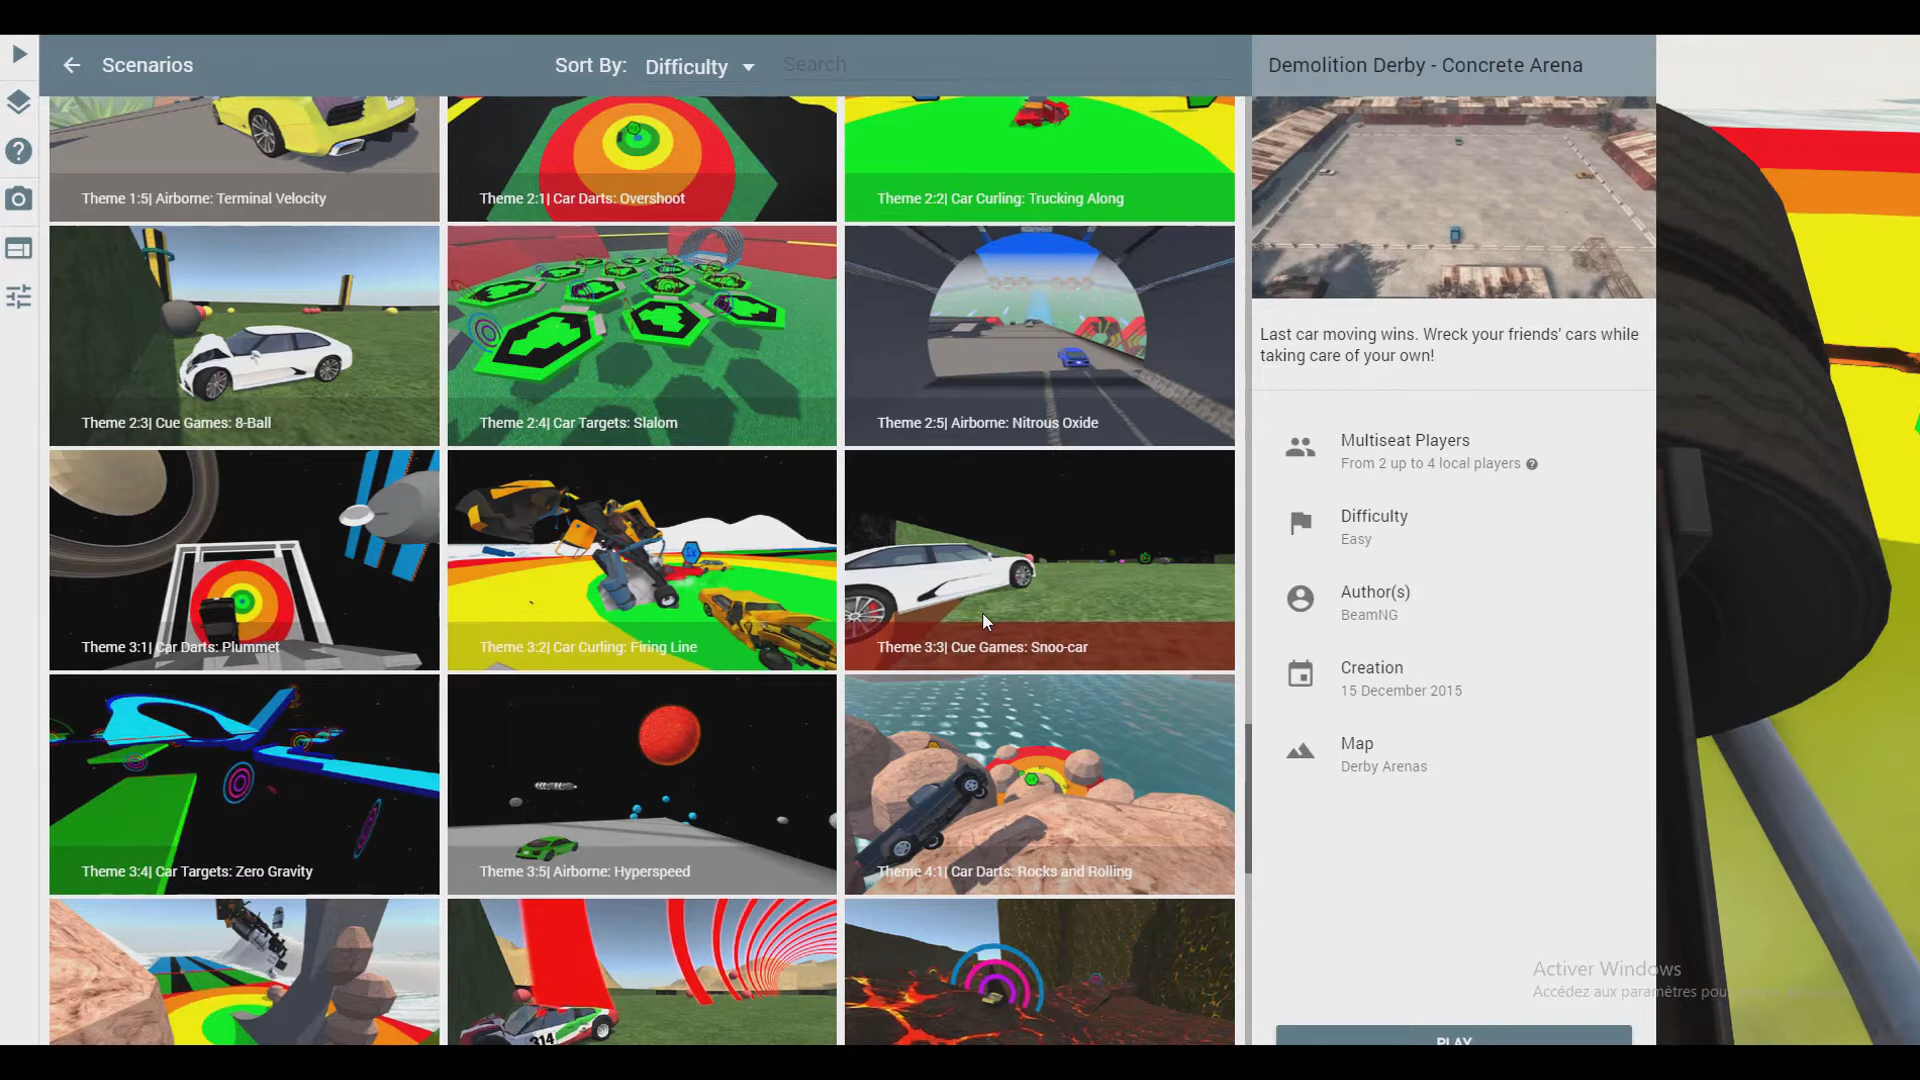 Scenarios
Sort By:
Difficulty
Search
Demolition Derby - Concrete Arena
Theme 1:5| Airborne: Terminal Velocity
Theme 2:1| Car Darts: Overshoot
Theme 2:2| Car Curling: Trucking Along
Theme 2:3| Cue Games: 8-Ball
Theme 2:4| Car Targets: Slalom
Theme 2:5| Airborne: Nitrous Oxide
Theme 3:1| Car Darts: Plummet
Theme 3:2| Car Curling: Firing Line
Theme 3:3| Cue Games: Snoo-car
Theme 3:4| Car Targets: Zero Gravity
Theme 3:5| Airborne: Hyperspeed
Theme 4:1| Car Darts: Rocks and Rolling
314
Last car moving wins. Wreck your friends' cars while
taking care of your own!
Multiseat Players
From 2 up to 4 local players
Difficulty
Easy
Author(s)
BeamNG
Creation
15 December 2015
Map
Derby Arenas
Activer Windows
Accédez aux paramètres pou
PLAY